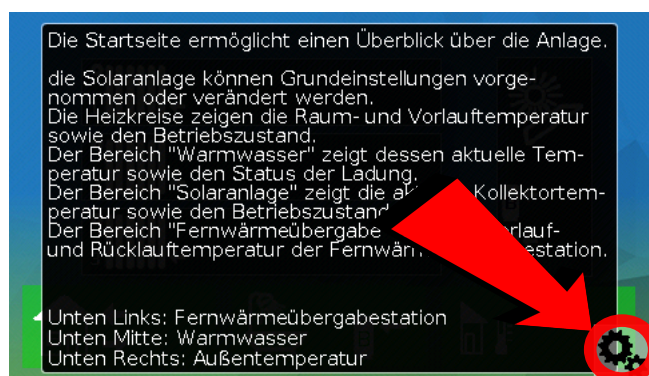 Die Startseite ermöglicht einen Überblick über die Anlage.
die Solaranlage können Grundeinstellungen vorge-
nommen oder verändert werden.
Die Heizkreise zeigen die Raum- und Vorlauftemperatur
sowie den Betriebszustand.
Der Bereich "Warmwasser" zeigt dessen aktuelle Tem-
peratur sowie den Status der Ladung.
Der Bereich "Solaranlage" zeigt die Kollektortem-
peratur sowie den Betriebszustand
Der Bereich "Fernwärmeübergabe
und Rücklauftemperatur der
Unten Links: Fernwärmeübergabestation
Unten Mitte: Warmwasser
Unten Rechts: Außentemperatur